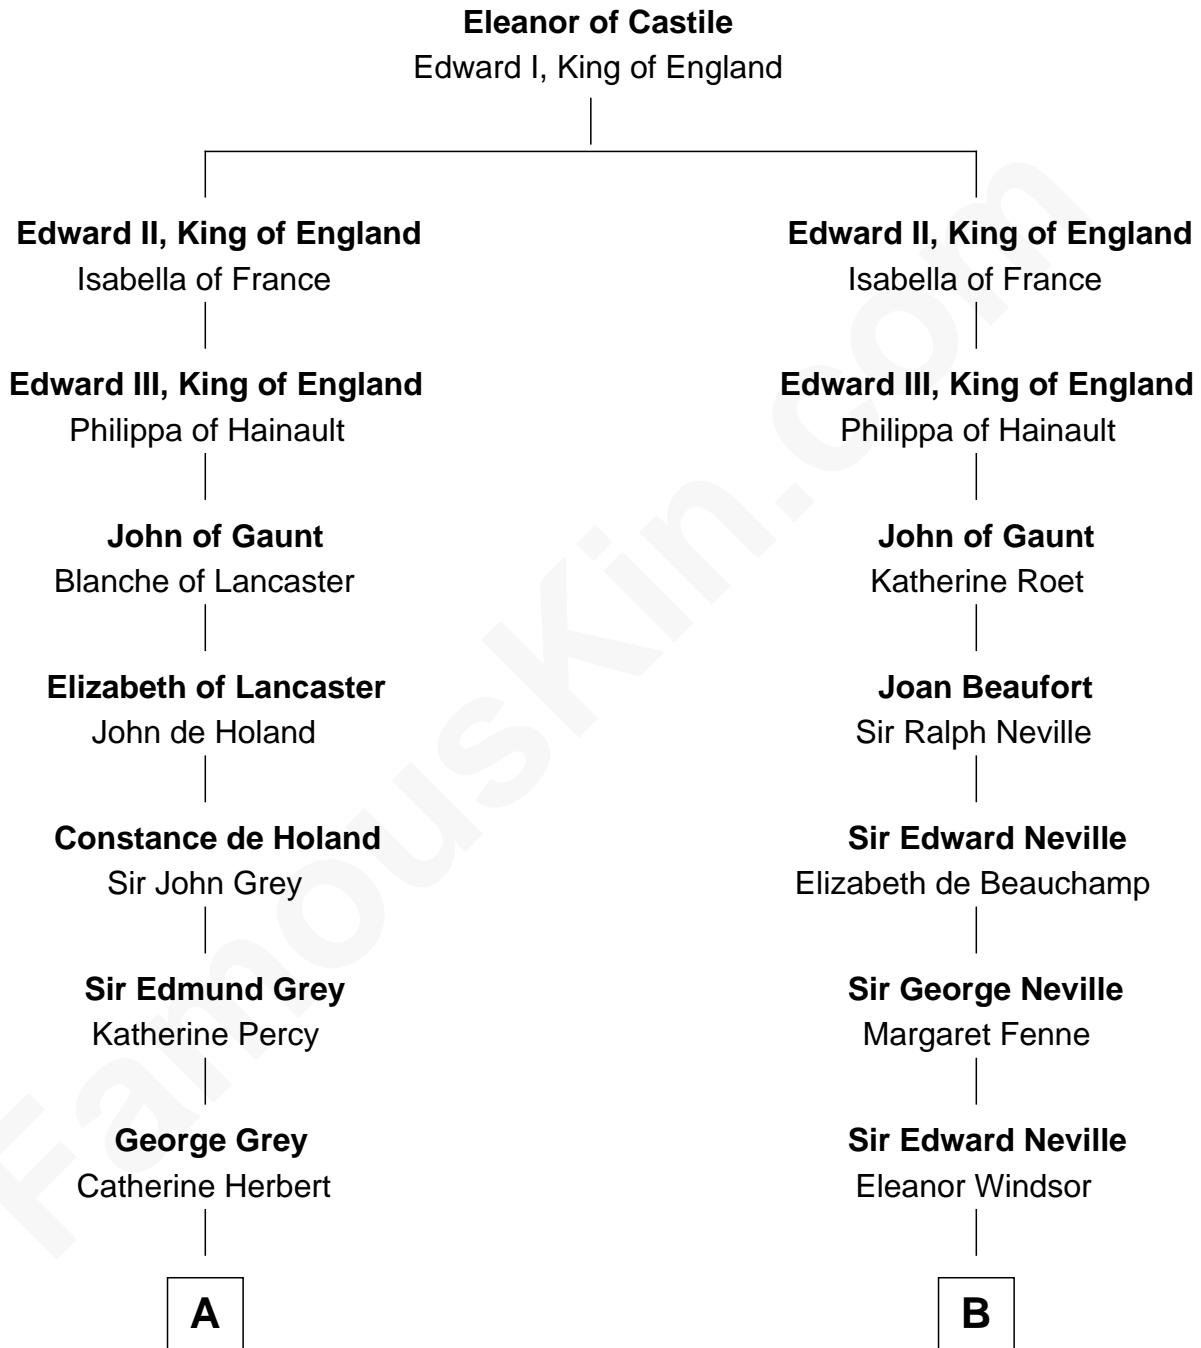 Eleanor of Castile
Edward I, King of England
Edward II, King of England
Isabella of France
Edward III, King of England
Philippa of Hainault
John of Gaunt
Blanche of Lancaster
Elizabeth of Lancaster
John de Holand
Constance de Holand
Sir John Grey
Sir Edmund Grey
Katherine Percy
George Grey
Catherine Herbert
A
Edward II, King of England
Isabella of France
Edward III, King of England
Philippa of Hainault
John of Gaunt
Katherine Roet
Joan Beaufort
Sir Ralph Neville
Sir Edward Neville
Elizabeth de Beauchamp
Sir George Neville
Margaret Fenne
Sir Edward Neville
Eleanor Windsor
B
FamousKin.com